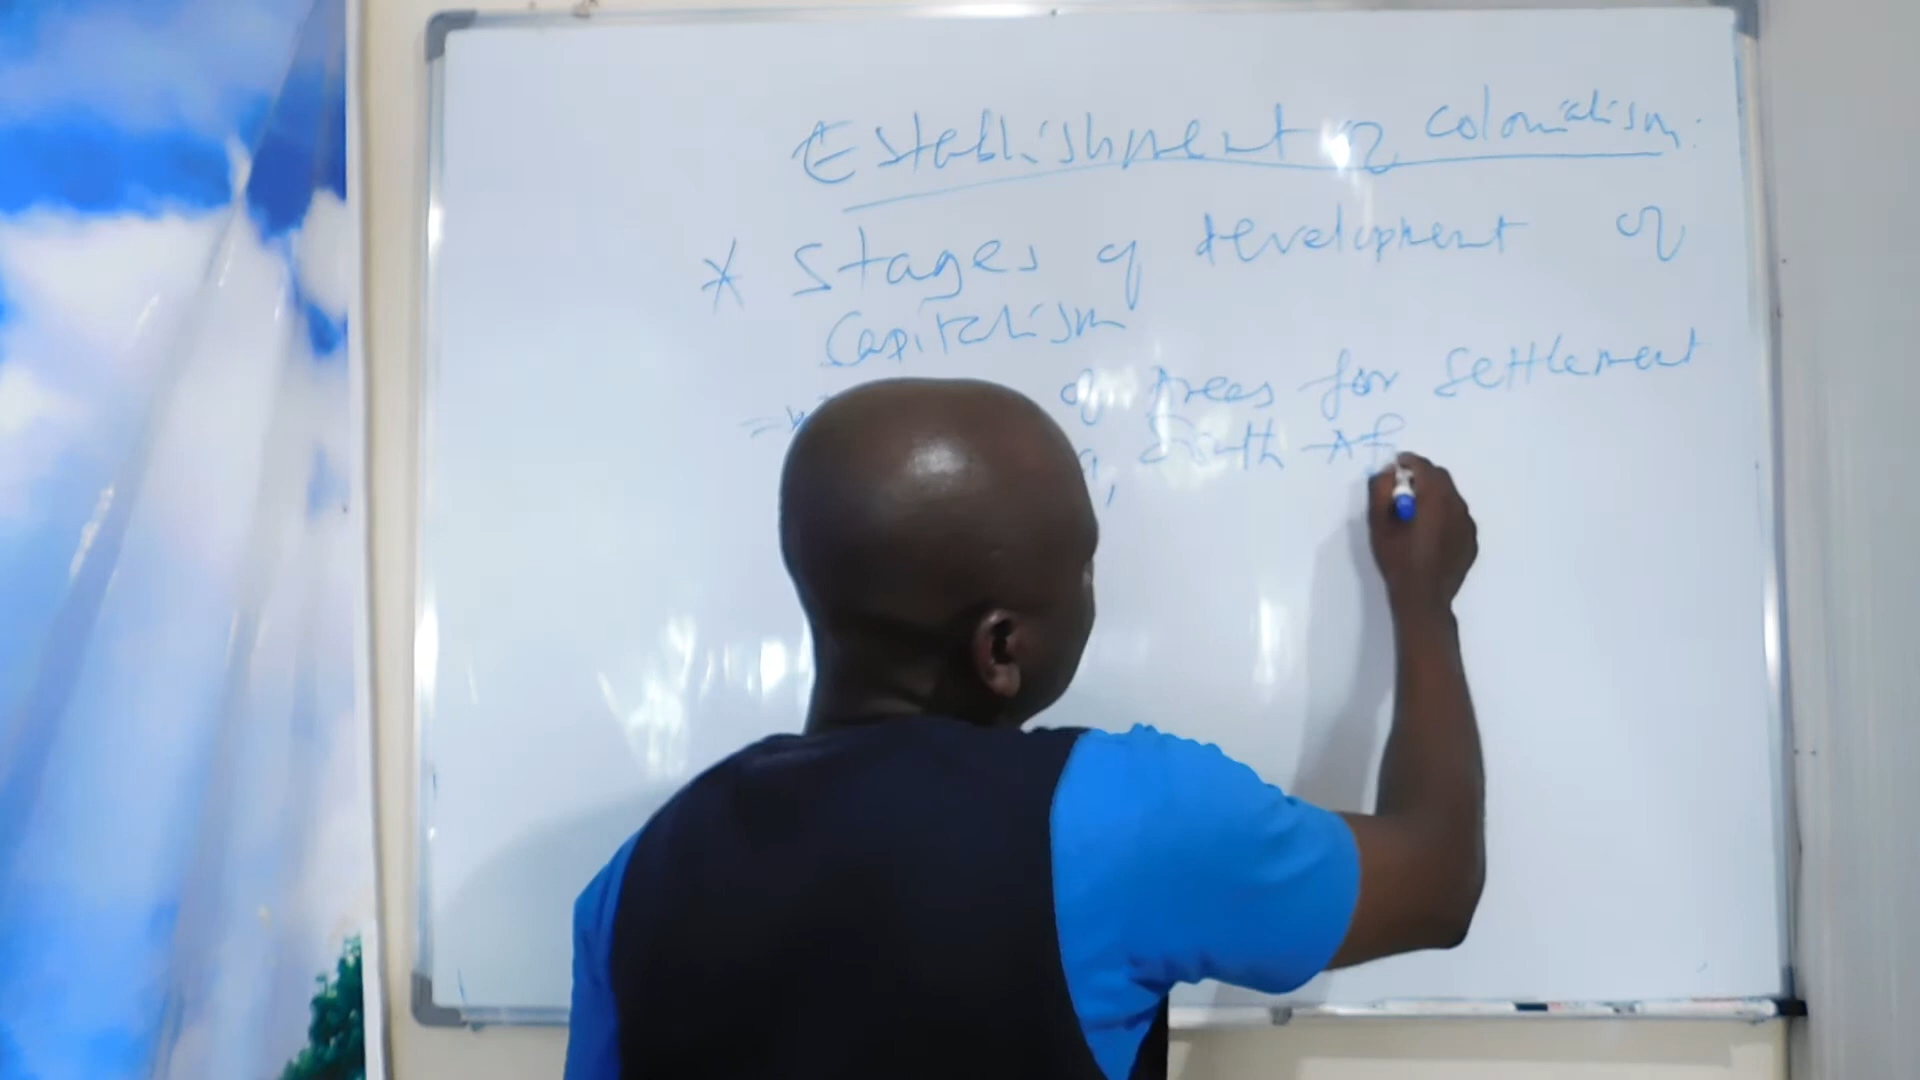 Establishment of colonialism.
* Stages of development of
Capitalism
of Areas for settlement
South Af